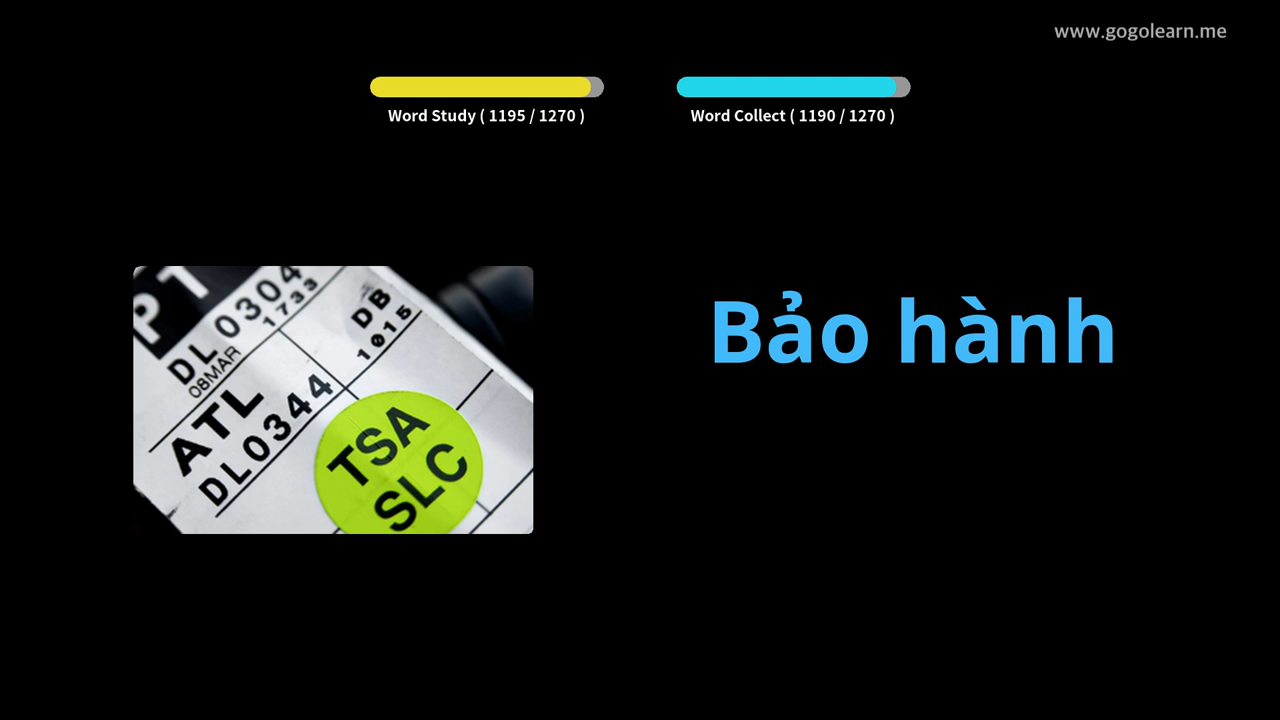 www.gogolearn.me
Word Study ( 1195 / 1270 )
Word Collect ( 1190 / 1270 )
P1
DL0304
1733
08MAR
DB
1015
ATL
DL0344
TSA
SLC
Bảo hành